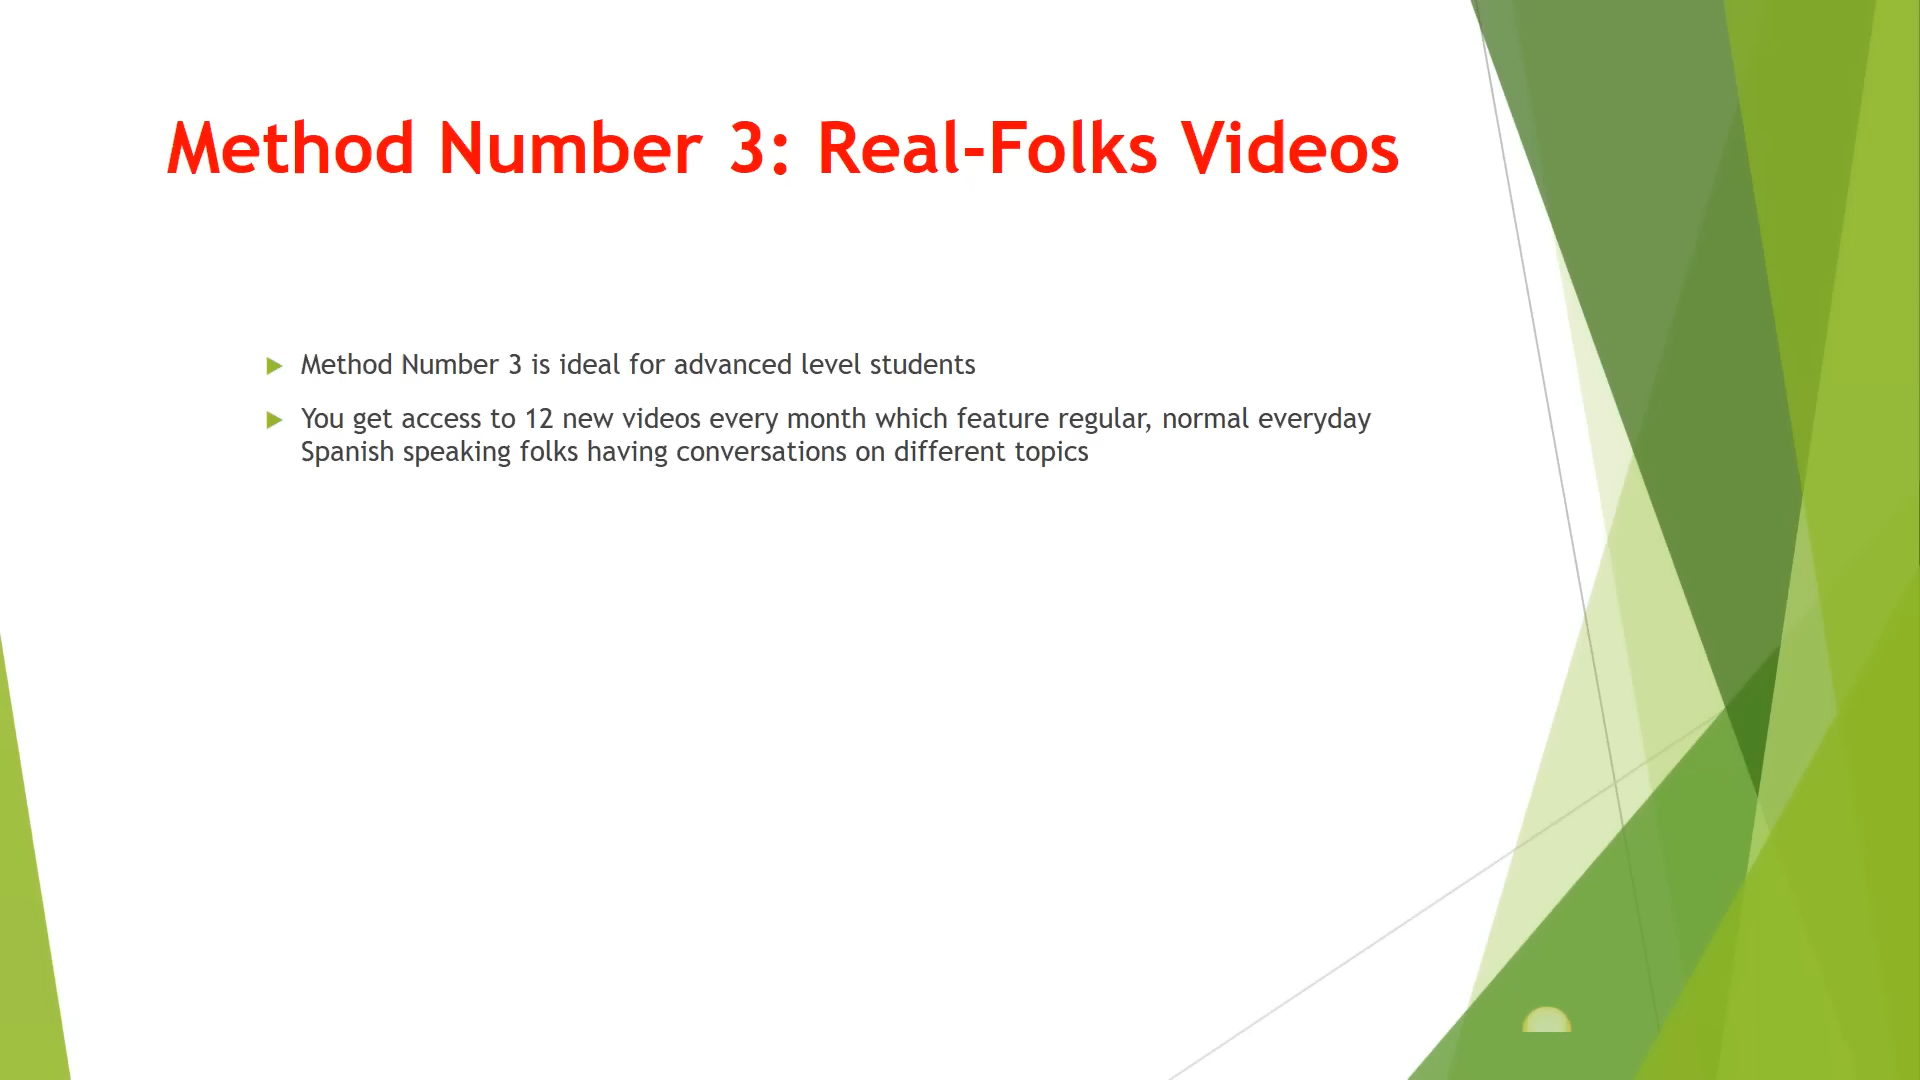 Method Number 3: Real-Folks Videos
Method Number 3 is ideal for advanced level students
You get access to 12 new videos every month which feature regular, normal everyday
Spanish speaking folks having conversations on different topics